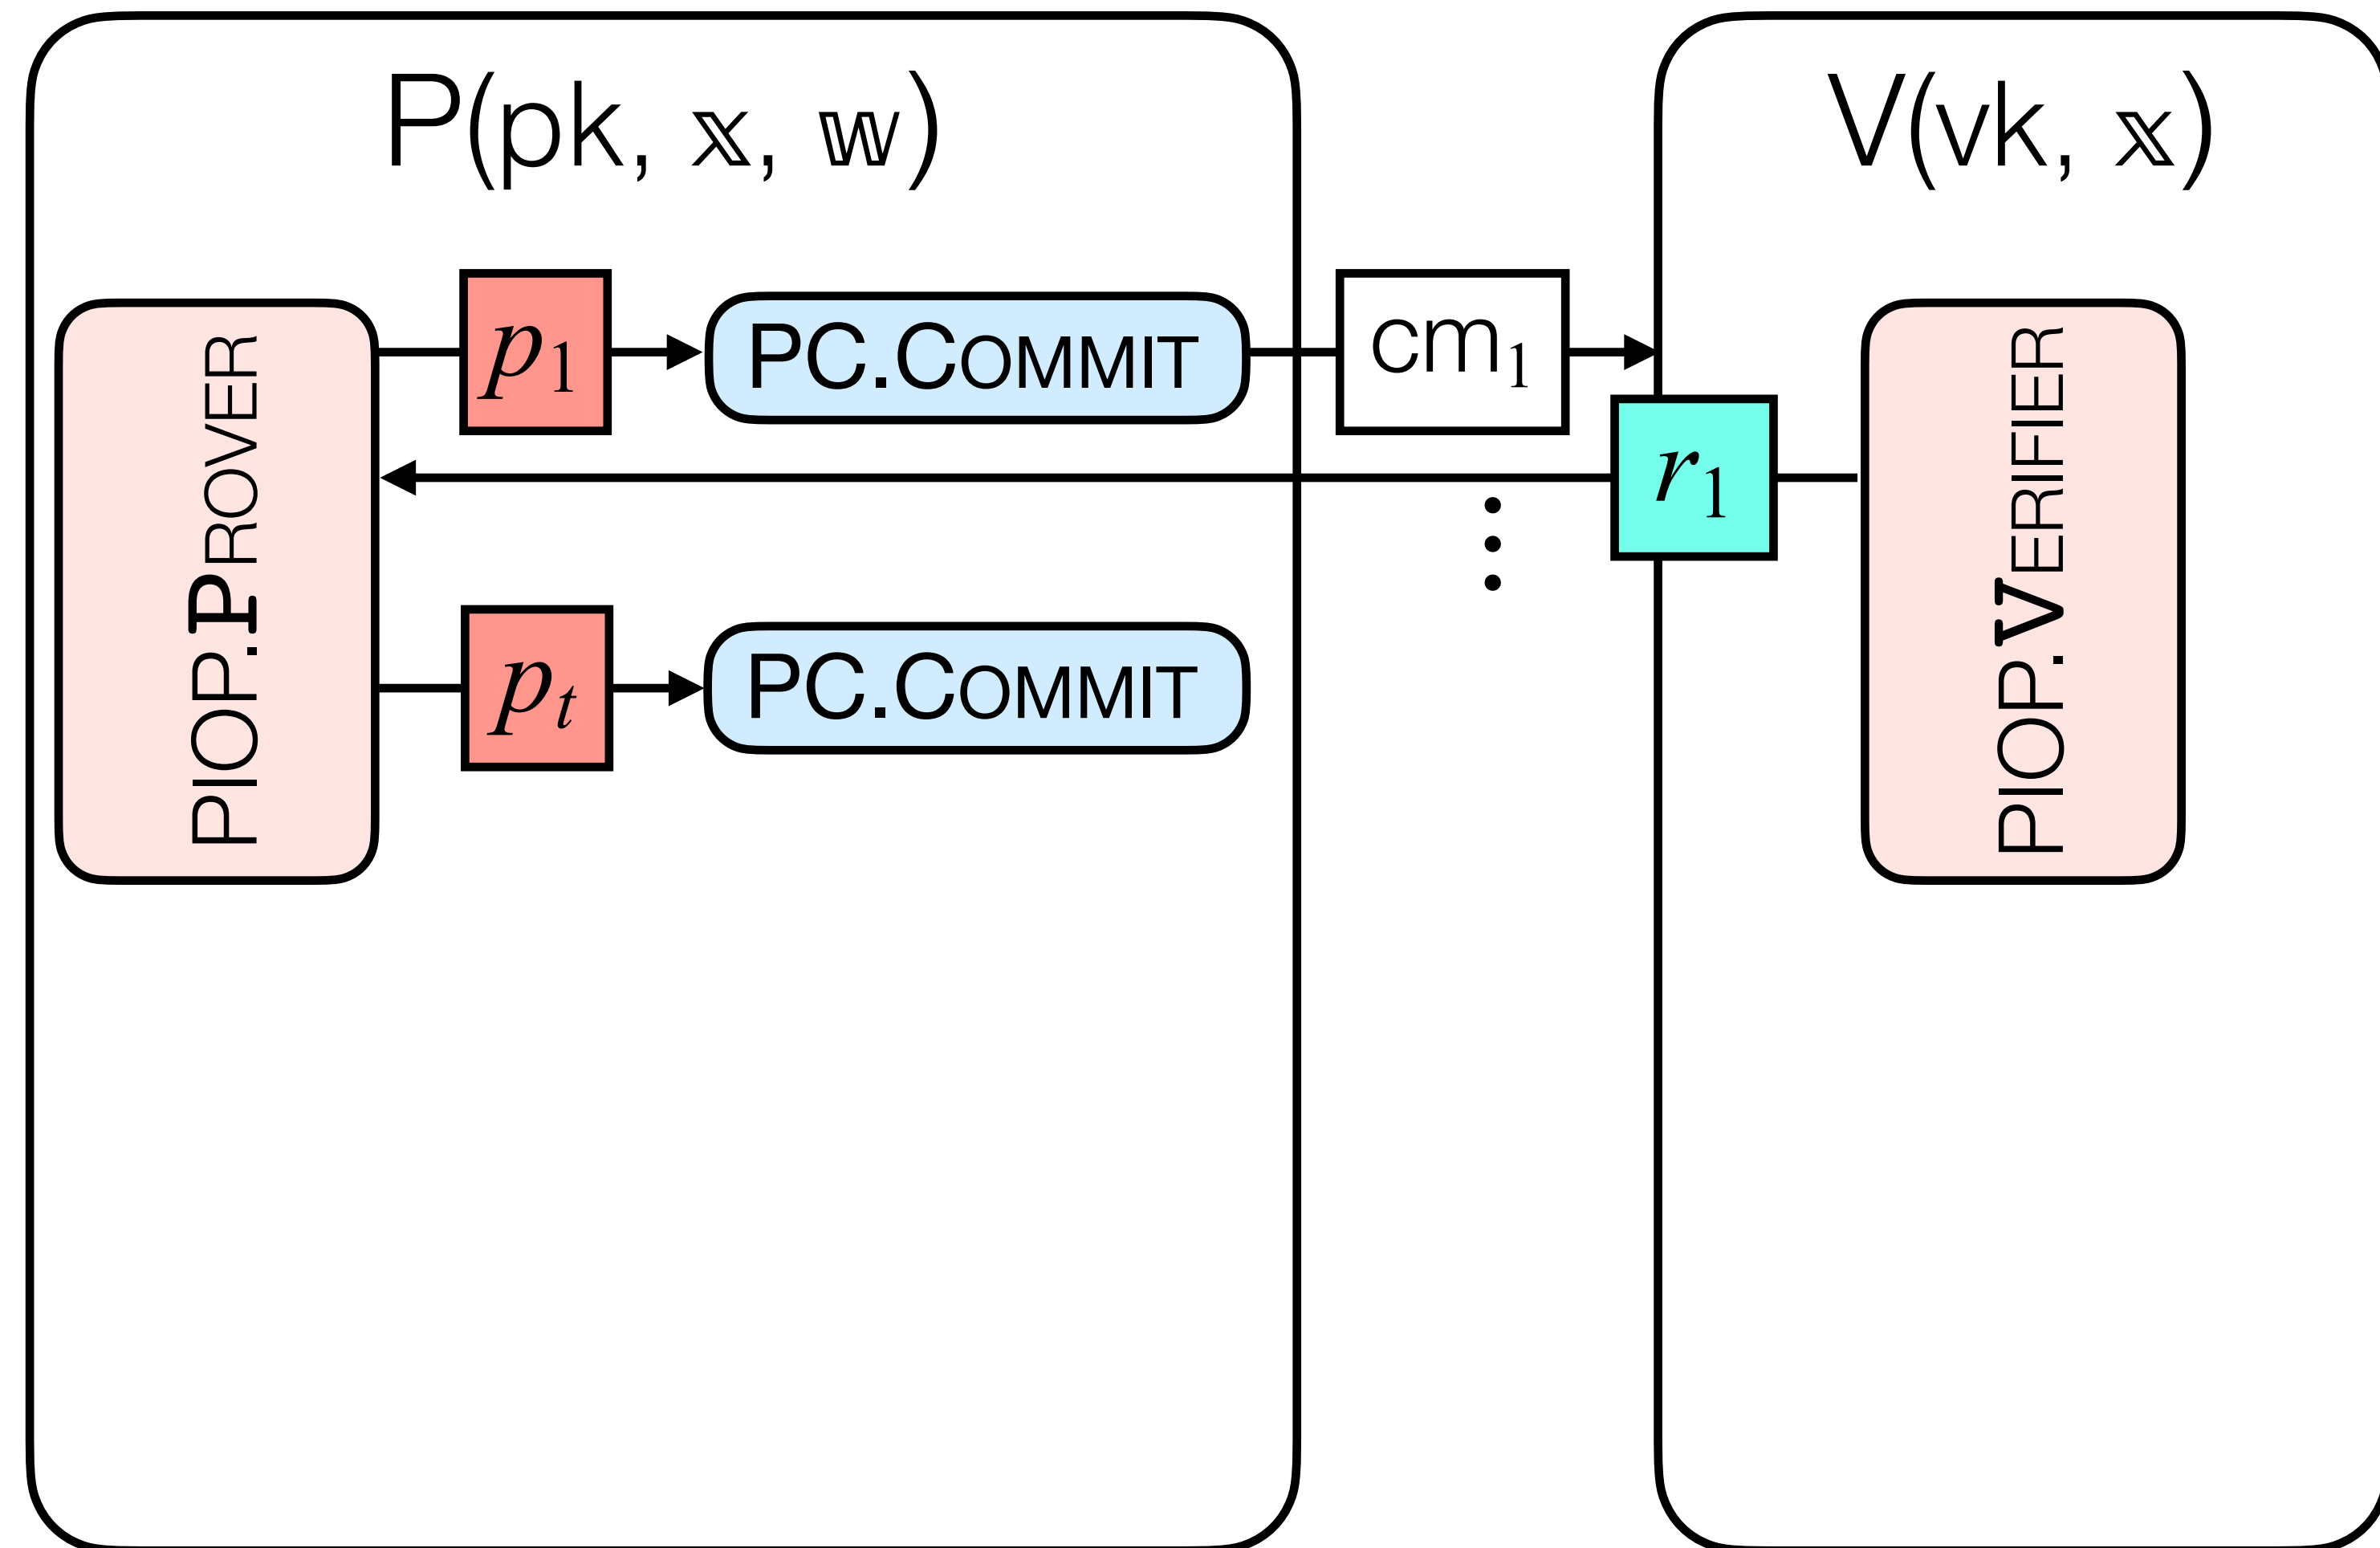 P(pk, 𝕩, 𝕨)
V(vk, 𝕩)
PIOP.PROVER
p₁
PC.COMMIT
cm₁
r₁
PIOP.VERIFIER
pₜ
PC.COMMIT